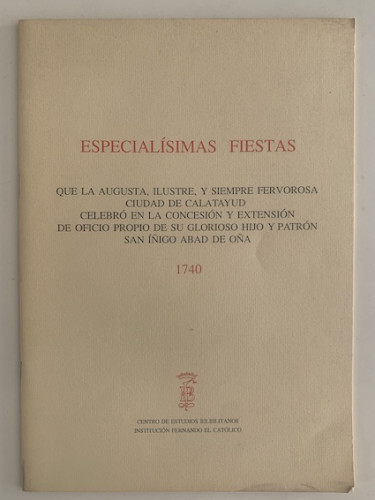 ESPECIALÍSIMAS FIESTAS
QUE LA AUGUSTA, ILUSTRE, Y SIEMPRE FERVOROSA
CIUDAD DE CALATAYUD
CELEBRÓ EN LA CONCESIÓN Y EXTENSIÓN
DE OFICIO PROPIO DE SU GLORIOSO HIJO Y PATRÓN
SAN ÍÑIGO ABAD DE OÑA
1740
CENTRO DE ESTUDIOS BILBILITANOS
INSTITUCIÓN FERNANDO EL CATÓLICO